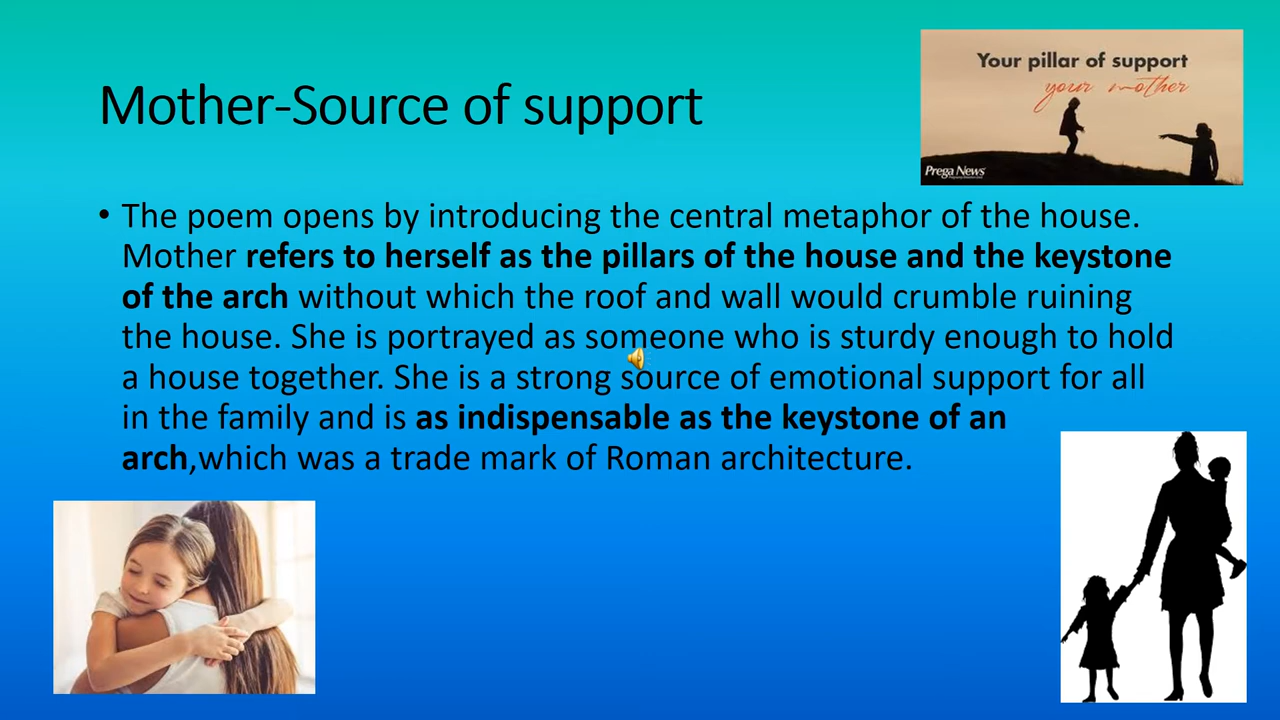 Your pillar of support
your mother
Prega News
Mother-Source of support
• The poem opens by introducing the central metaphor of the house.
Mother refers to herself as the pillars of the house and the keystone
of the arch without which the roof and wall would crumble ruining
the house. She is portrayed as someone who is sturdy enough to hold
a house together. She is a strong source of emotional support for all
in the family and is as indispensable as the keystone of an
arch,which was a trade mark of Roman architecture.